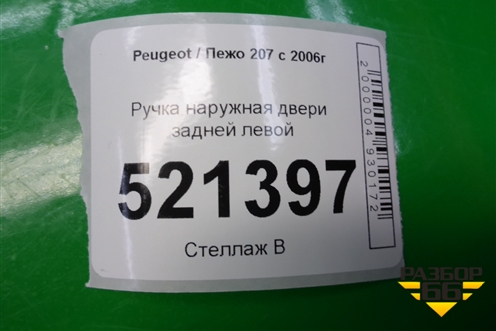 Peugeot / Пежо 207 с 2006г
Ручка наружная двери
задней левой
521397
Стеллаж В
2000004930172
РАЗБОР
66